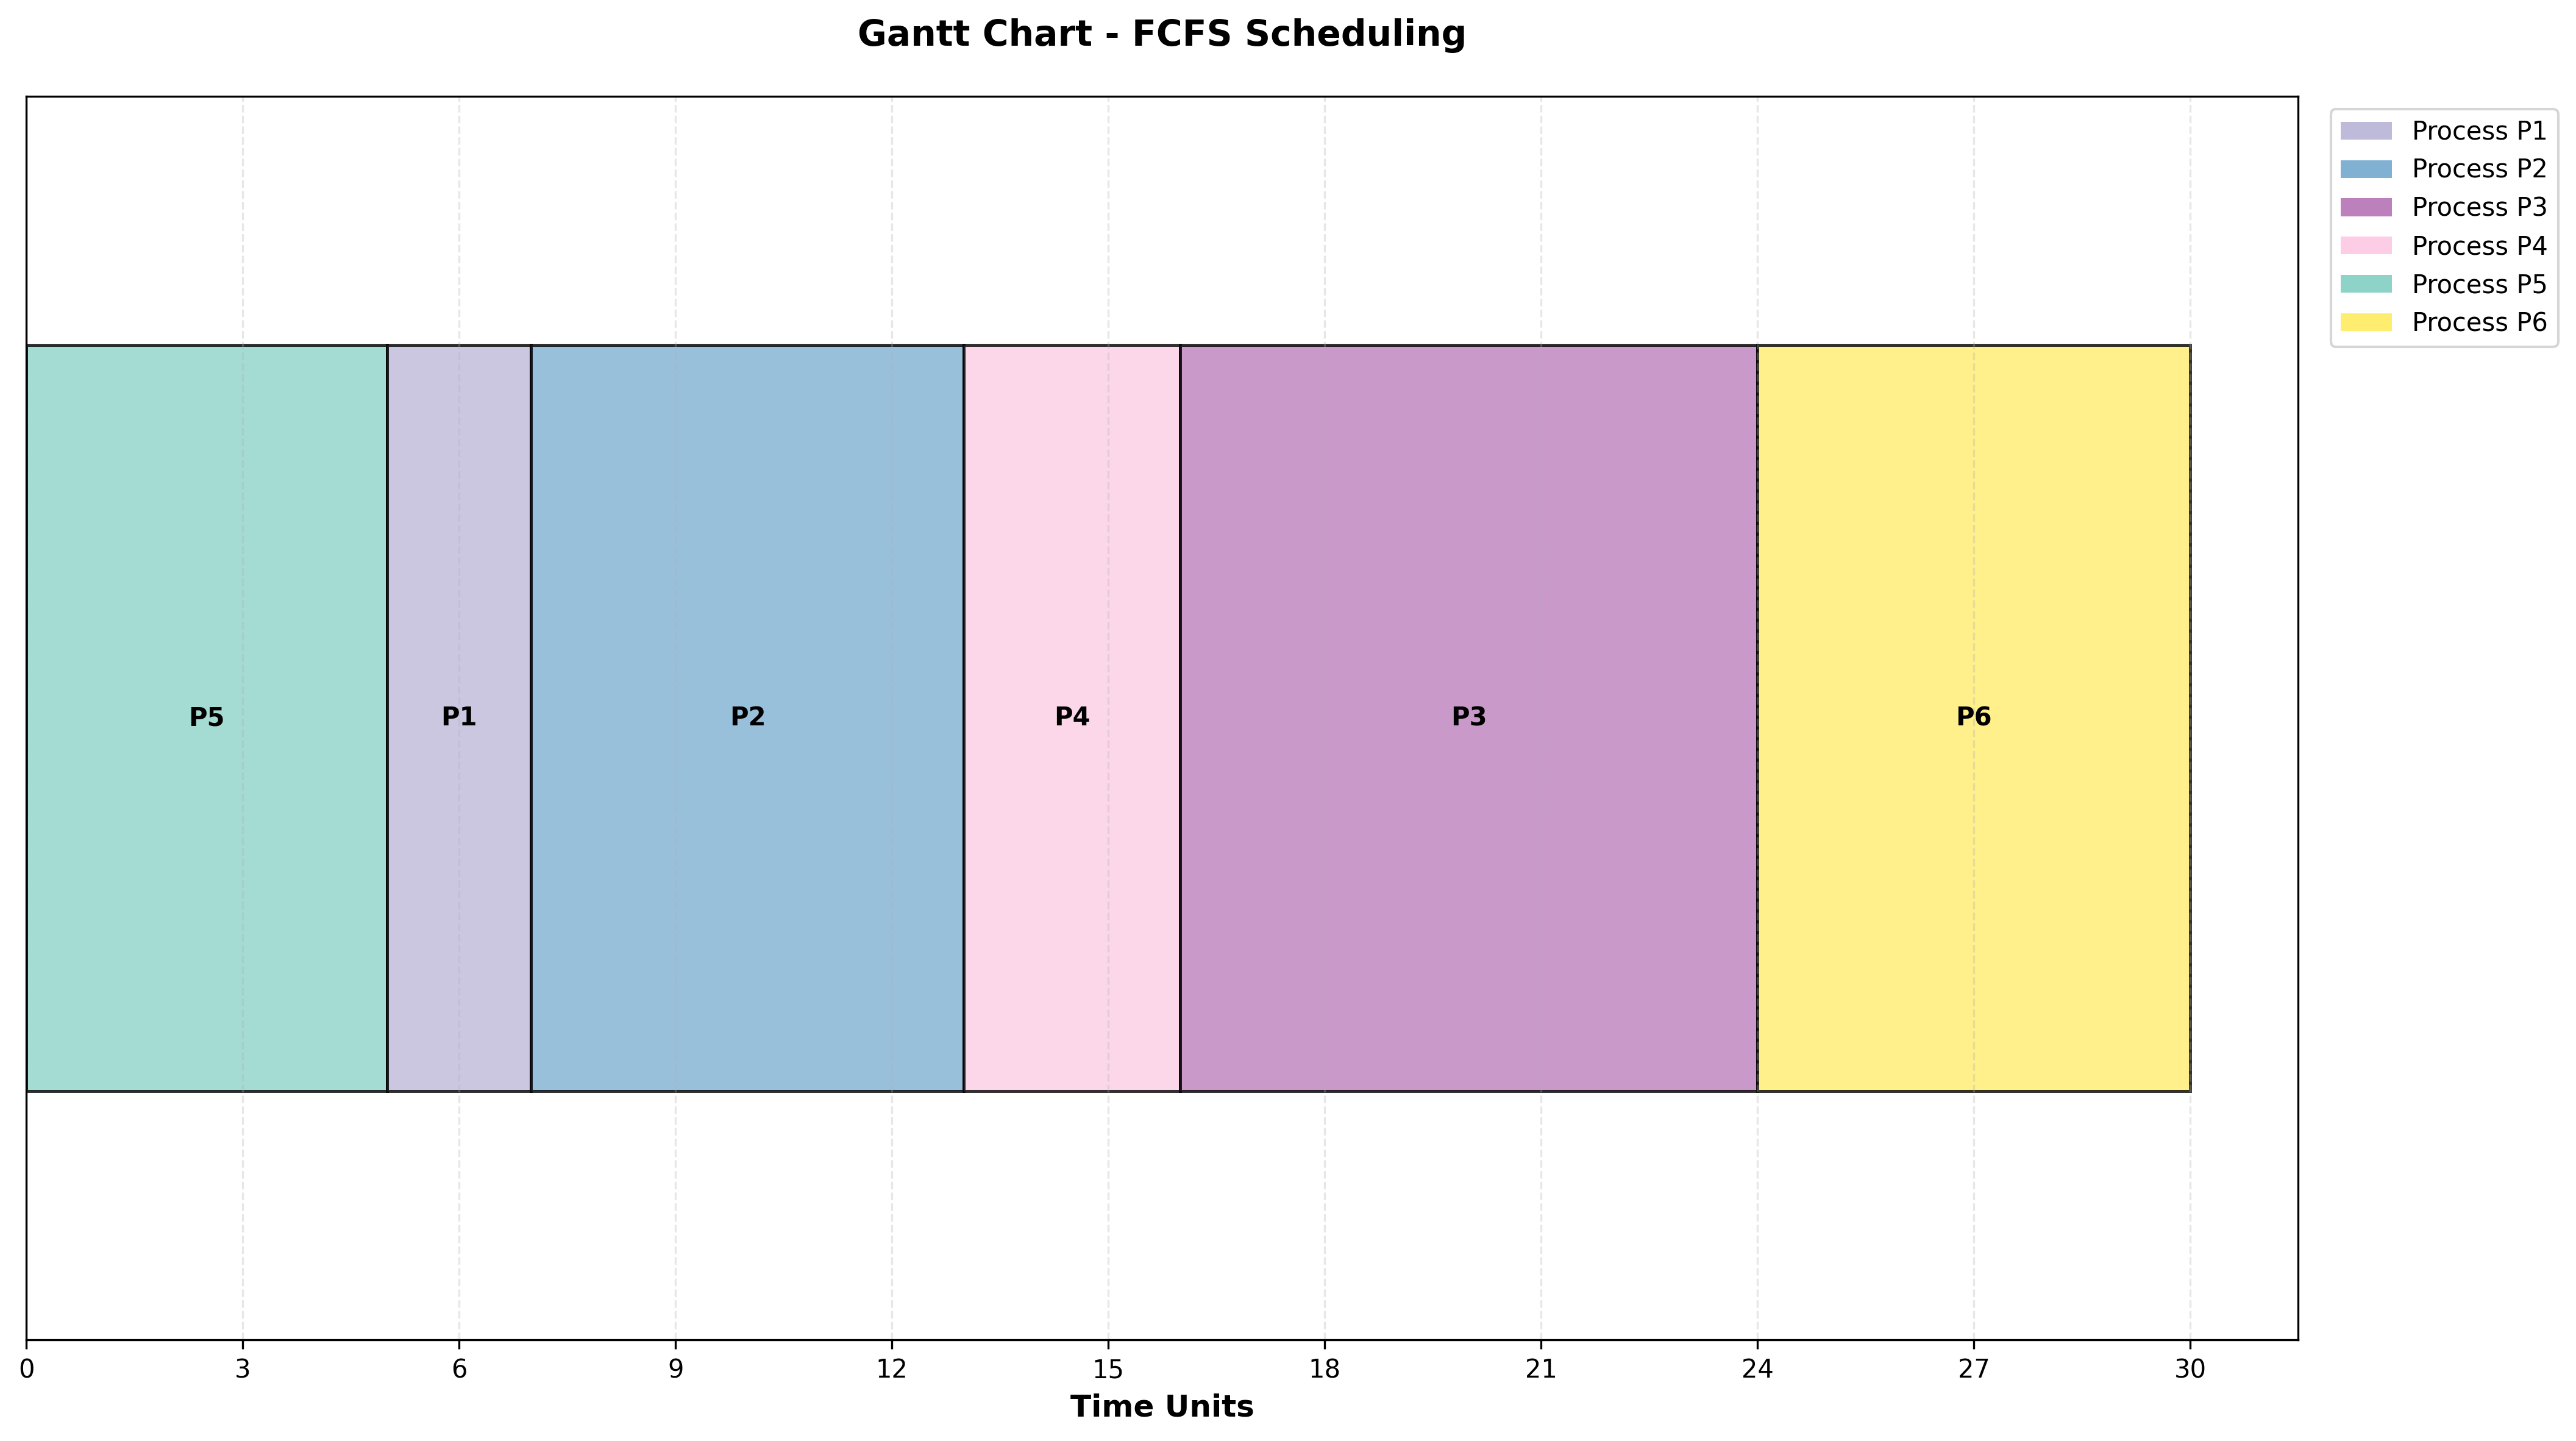 Gantt Chart - FCFS Scheduling
Process P1
Process P2
Process P3
Process P4
Process P5
Process P6
P5 P1 P2 P4 P3 P6
0 3 6 9 12 15 18 21 24 27 30
Time Units